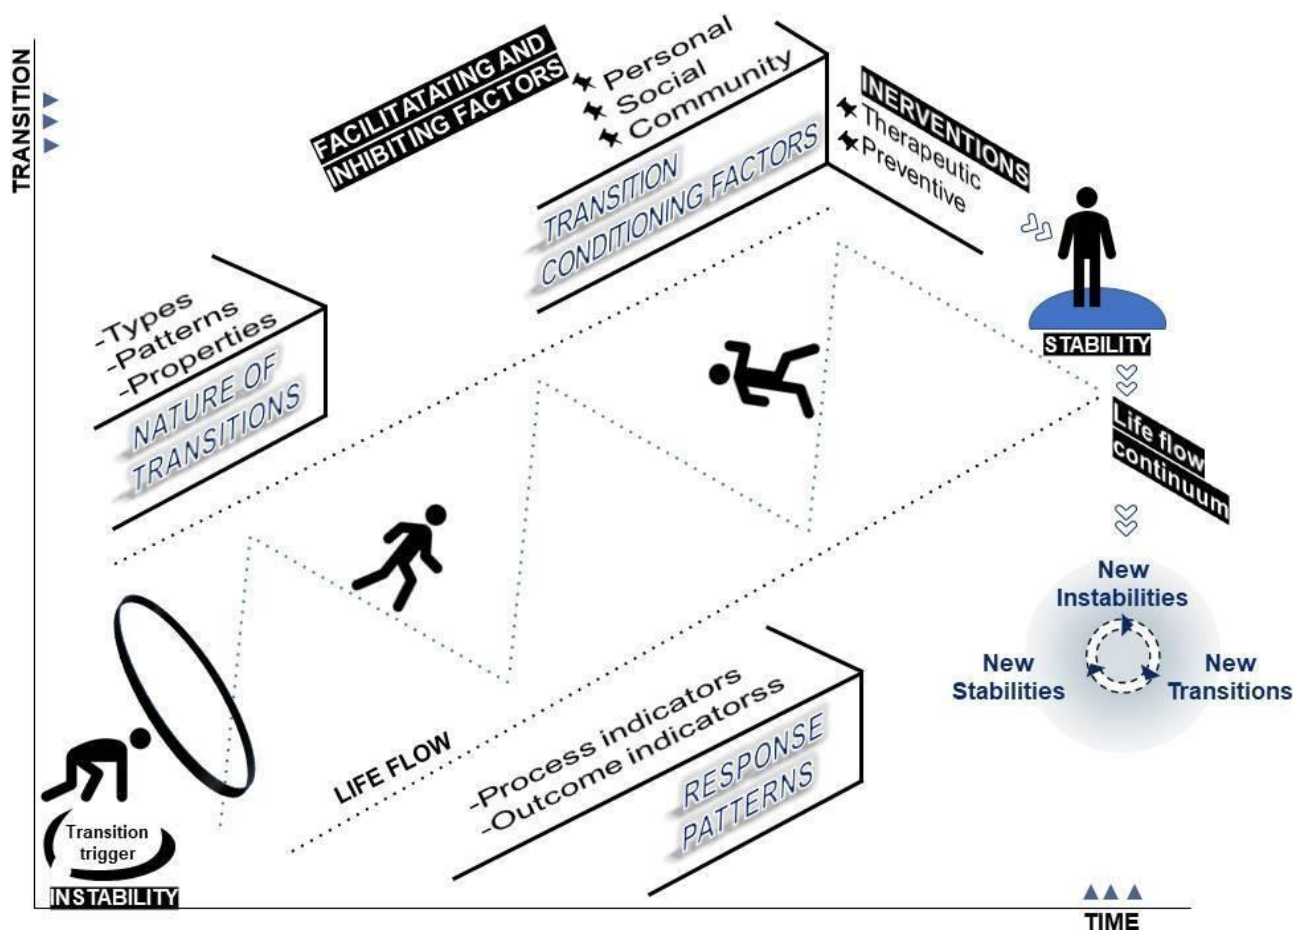 TRANSITION
FACILITATATING AND
INHIBITING FACTORS
Personal
Social
Community
TRANSITION
CONDITIONING FACTORS
INERVENTIONS
Therapeutic
Preventive
STABILITY
Life flow
continuum
-Types
-Patterns
-Properties
NATURE OF
TRANSITIONS
New
Instabilities
New
Stabilities
New
Transitions
LIFE FLOW
-Process indicators
-Outcome indicatorss
RESPONSE
PATTERNS
Transition
trigger
INSTABILITY
TIME